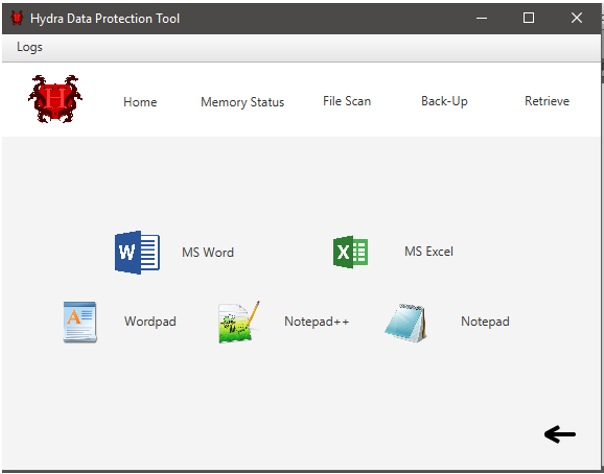 Hydra Data Protection Tool
Logs
H Home Memory Status File Scan Back-Up Retrieve
W MS Word X MS Excel
A Wordpad Notepad++ Notepad